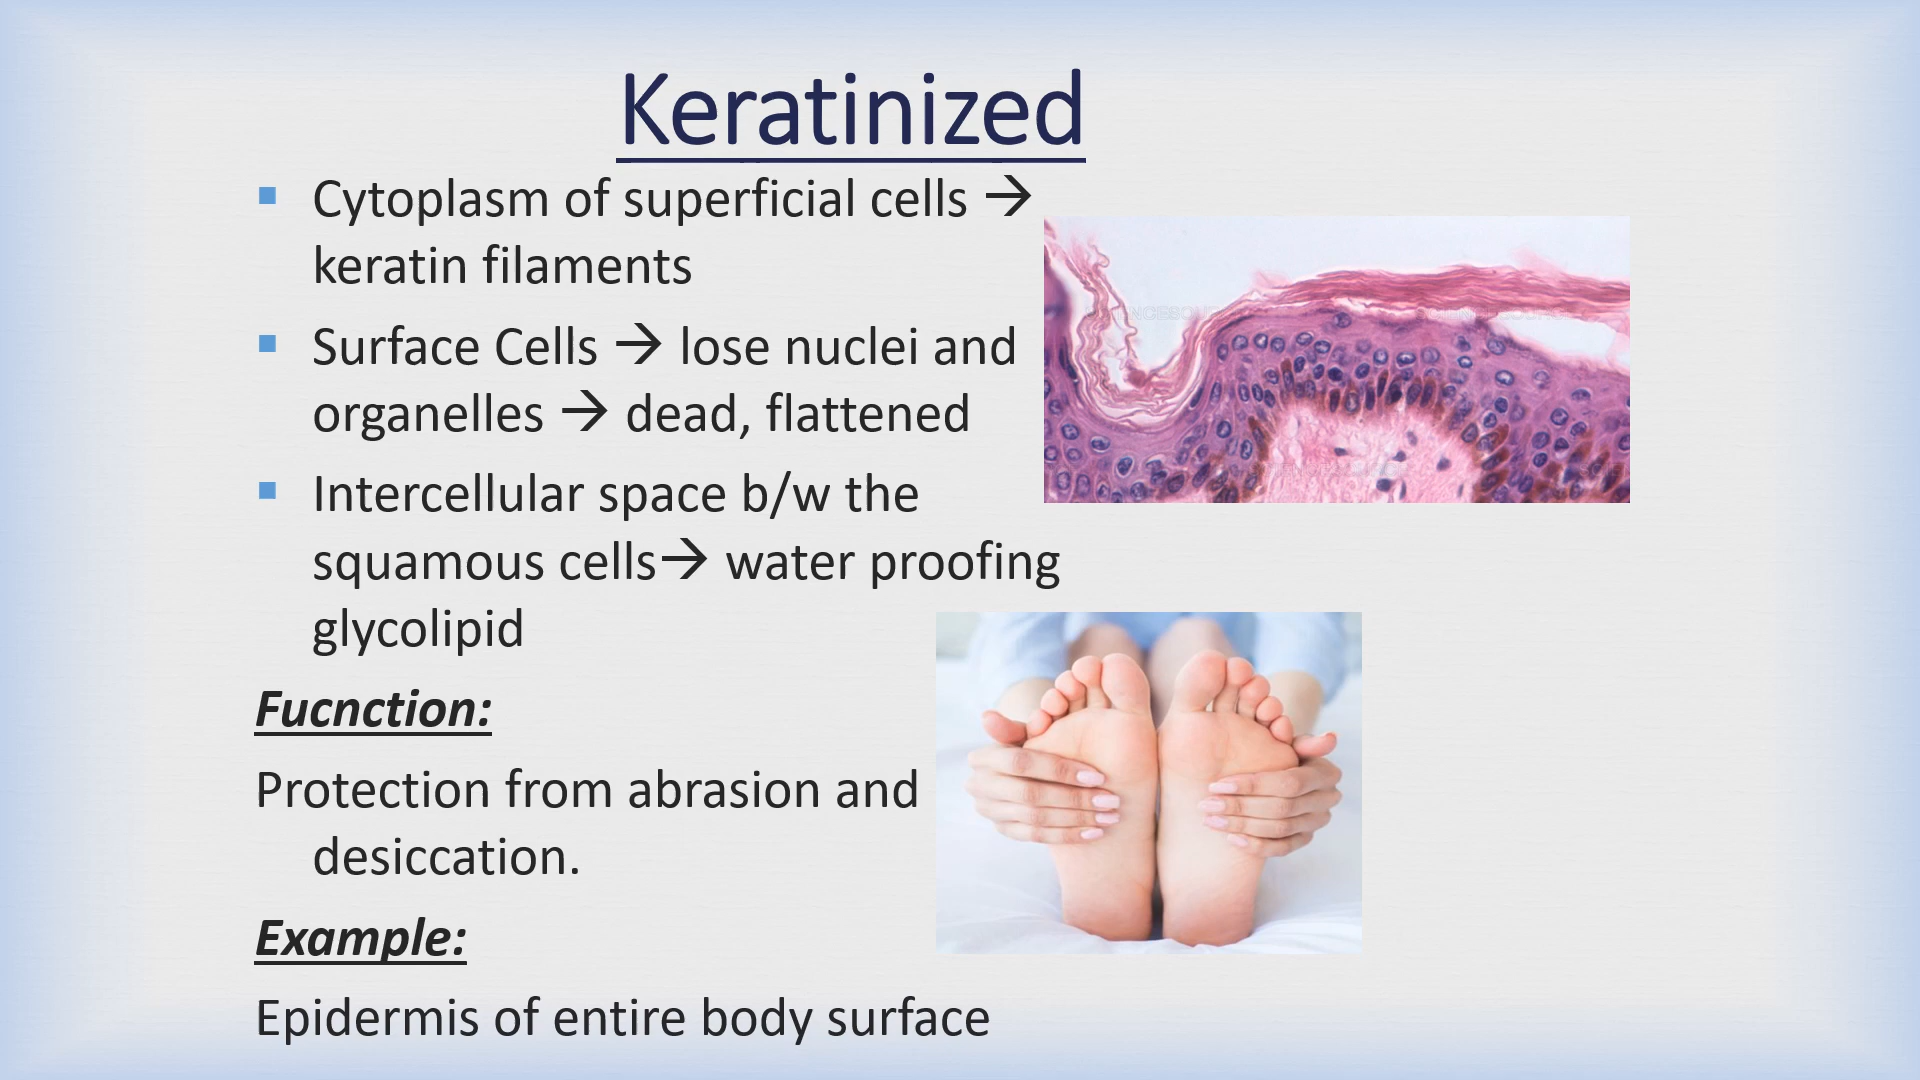 Keratinized
▪ Cytoplasm of superficial cells →
keratin filaments
▪ Surface Cells → lose nuclei and
organelles → dead, flattened
▪ Intercellular space b/w the
squamous cells→ water proofing
glycolipid
Fucnction:
Protection from abrasion and
desiccation.
Example:
Epidermis of entire body surface